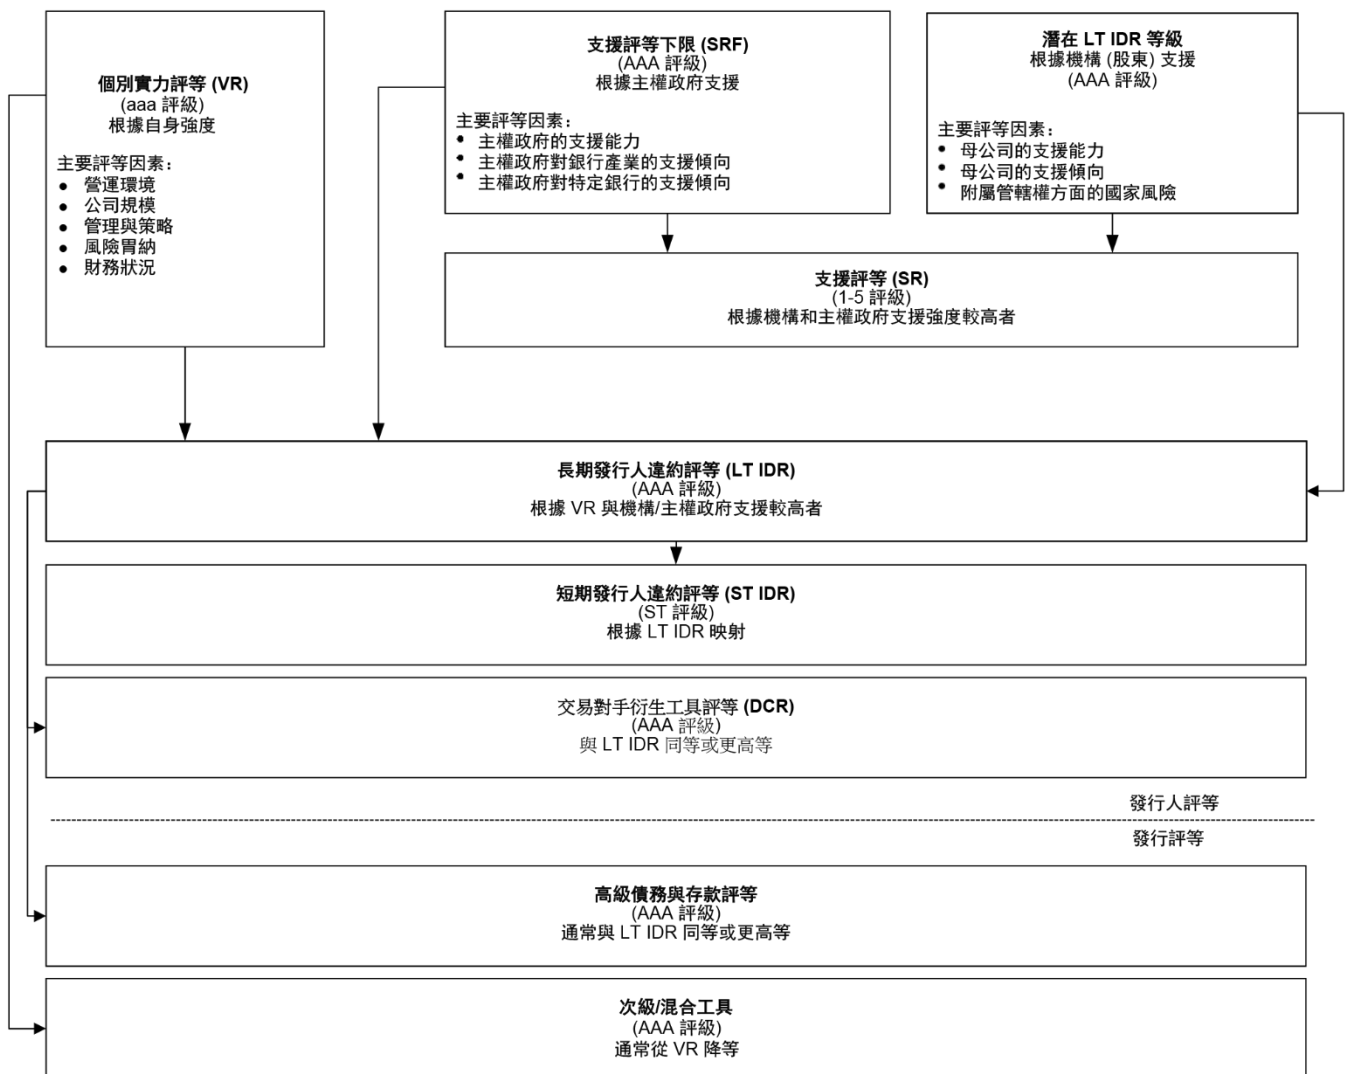 個別實力評等 (VR)
(aaa 評級)
根據自身強度
主要評等因素：
● 營運環境
● 公司規模
● 管理與策略
● 風險胃納
● 財務狀況
支援評等下限 (SRF)
(AAA 評級)
根據主權政府支援
主要評等因素：
• 主權政府的支援能力
• 主權政府對銀行產業的支援傾向
• 主權政府對特定銀行的支援傾向
潛在 LT IDR 等級
根據機構 (股東) 支援
(AAA 評級)
主要評等因素：
• 母公司的支援能力
• 母公司的支援傾向
• 附屬管轄權方面的國家風險
支援評等 (SR)
(1-5 評級)
根據機構和主權政府支援強度較高者
長期發行人違約評等 (LT IDR)
(AAA 評級)
根據 VR 與機構/主權政府支援較高者
短期發行人違約評等 (ST IDR)
(ST 評級)
根據 LT IDR 映射
交易對手衍生工具評等 (DCR)
(AAA 評級)
與 LT IDR 同等或更高等
發行人評等
發行評等
高級債務與存款評等
(AAA 評級)
通常與 LT IDR 同等或更高等
次級/混合工具
(AAA 評級)
通常從 VR 降等